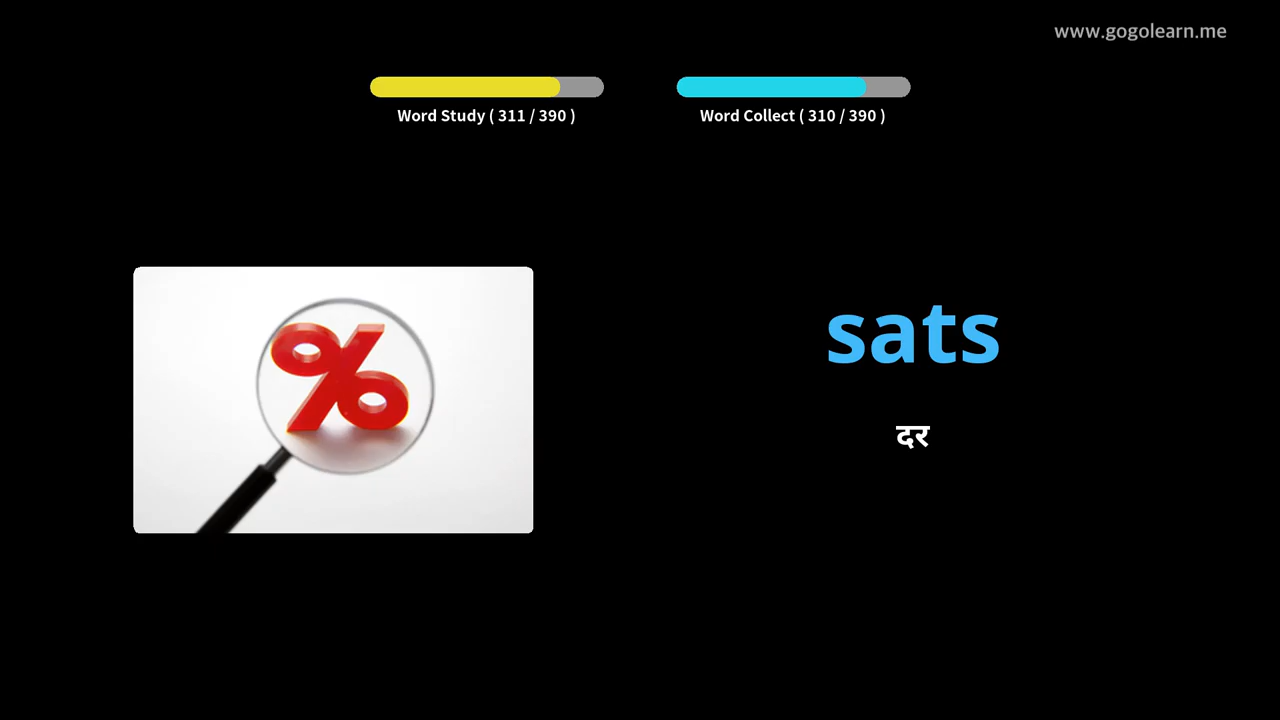 www.gogolearn.me
Word Study ( 311 / 390 )
Word Collect ( 310 / 390 )
%
sats
दर